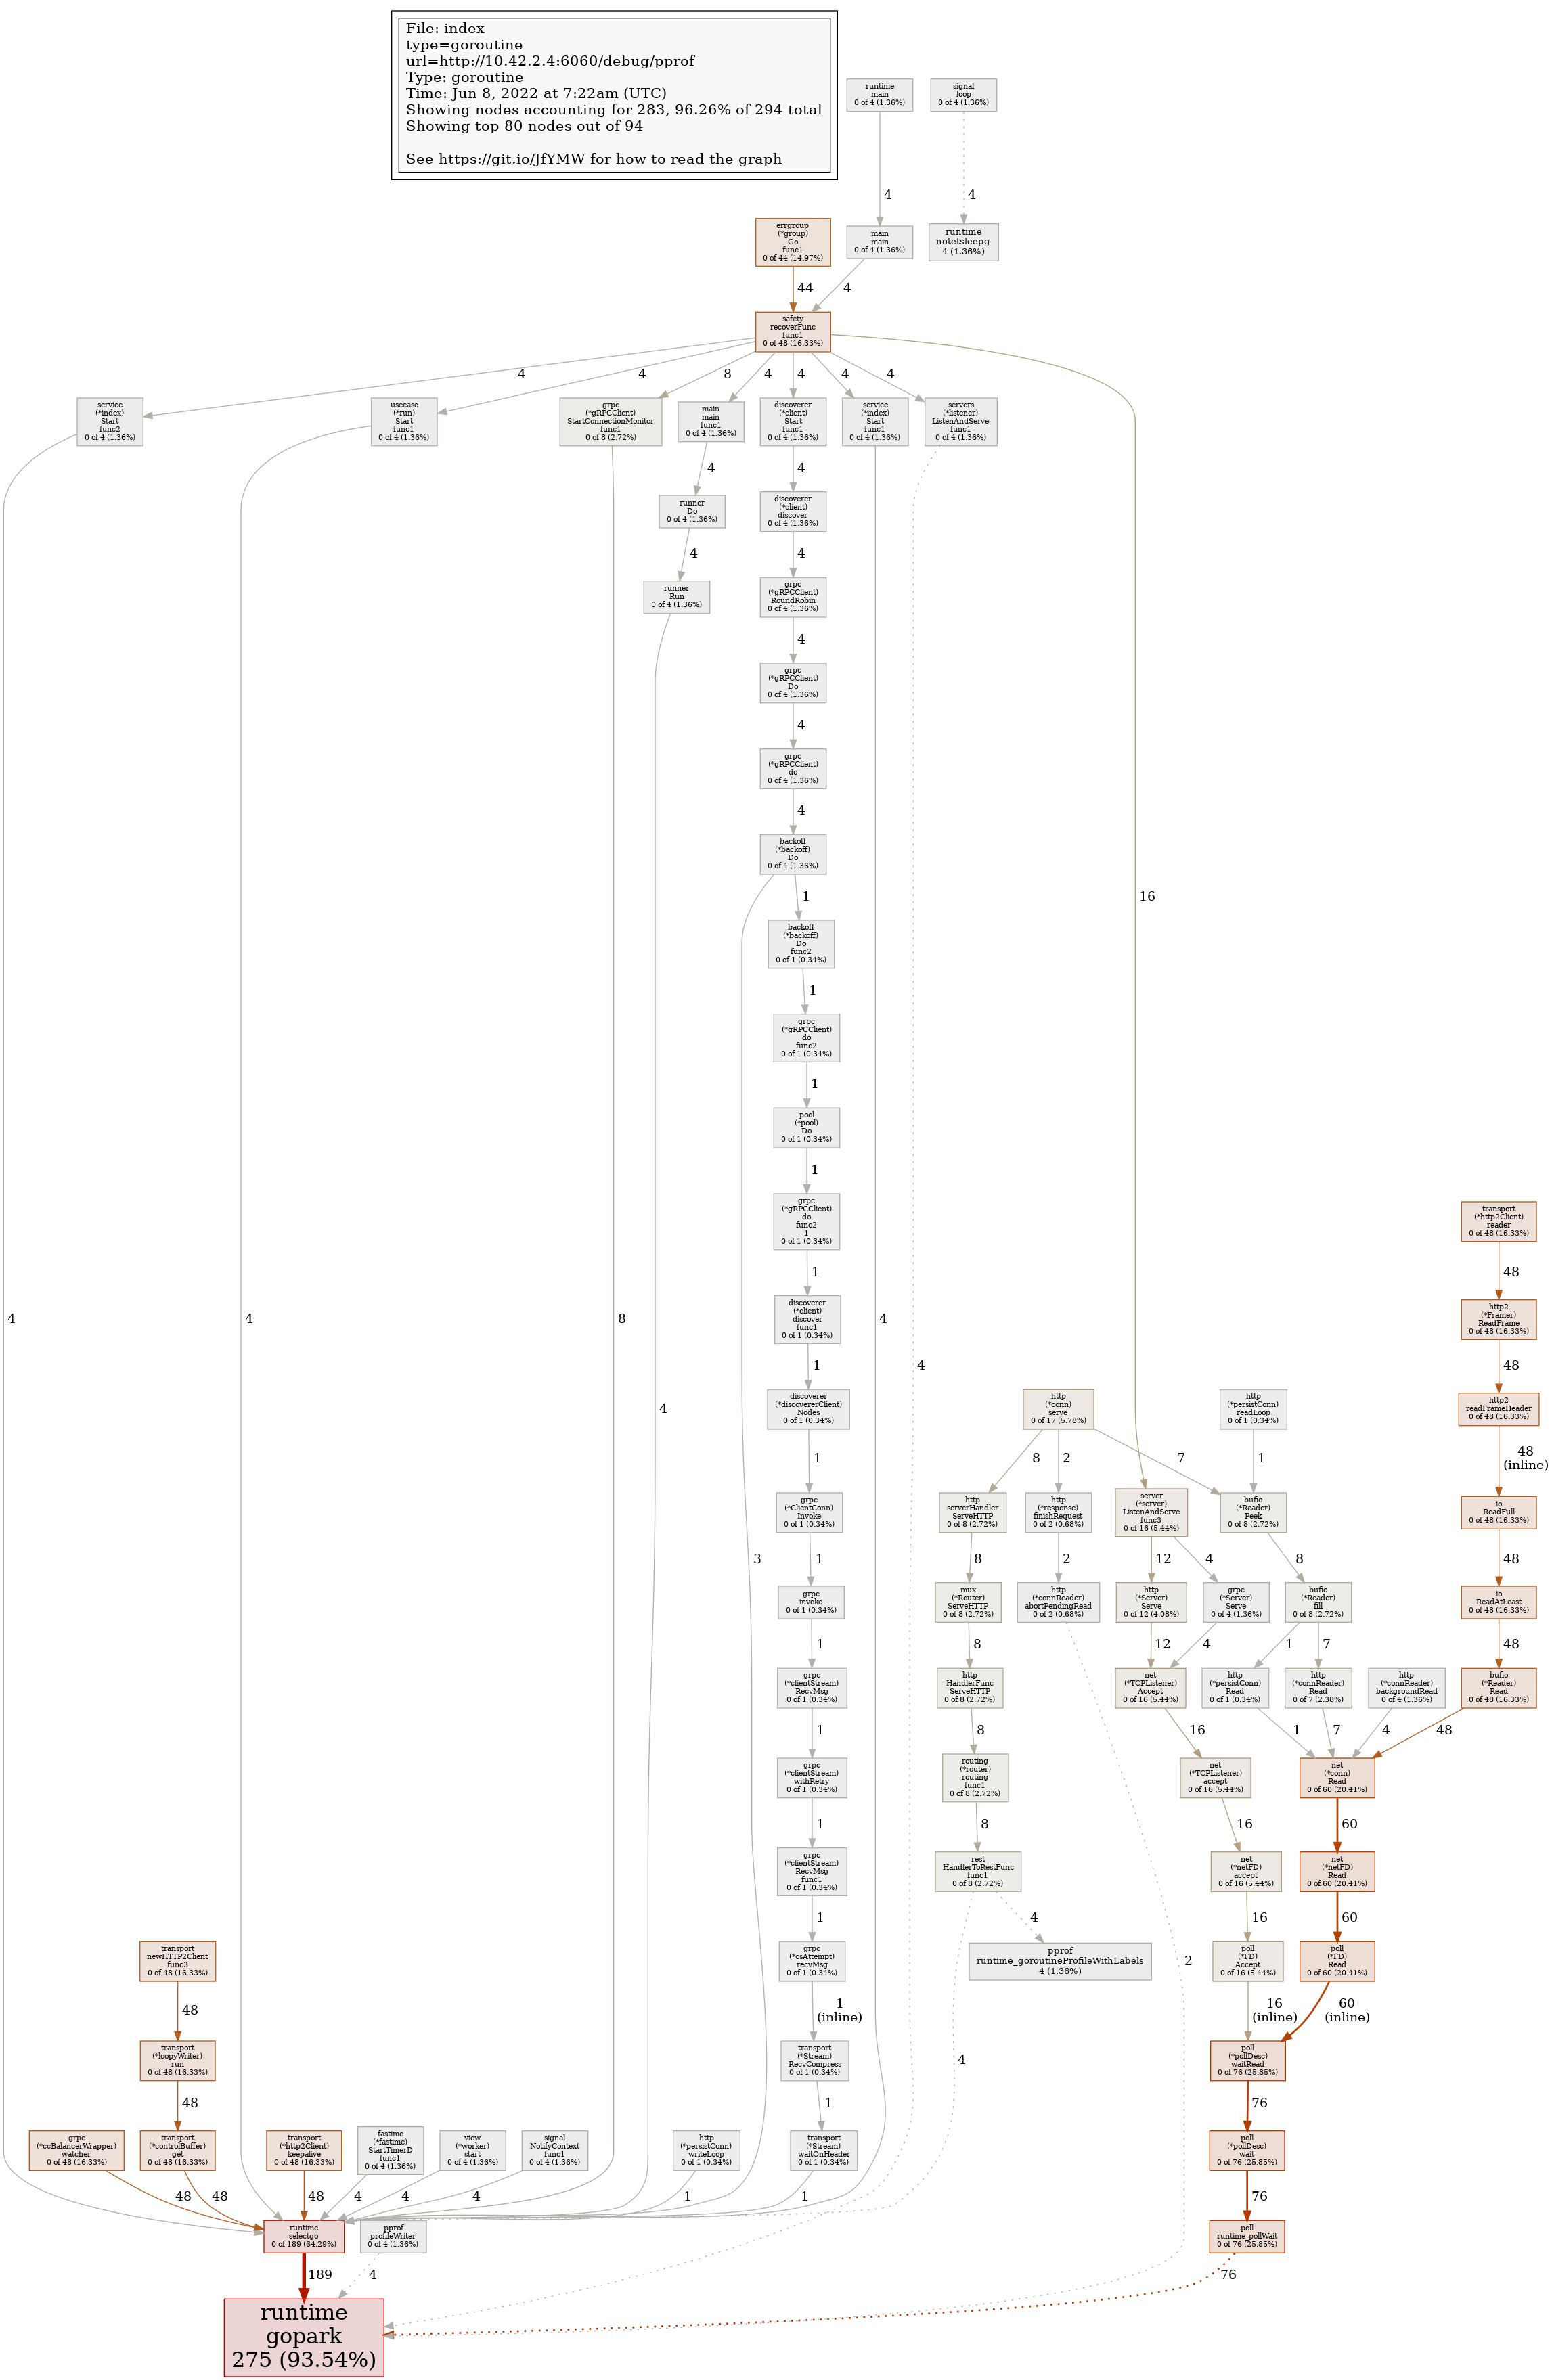 File: index
type=goroutine
url=http://10.42.2.4:6060/debug/pprof
Type: goroutine
Time: Jun 8, 2022 at 7:22am (UTC)
Showing nodes accounting for 283, 96.26% of 294 total
Showing top 80 nodes out of 94
See https://git.io/JfYMW for how to read the graph
runtime
main
0 of 4 (1.36%)
signal
loop
0 of 4 (1.36%)
4
4
errgroup
(*group)
Go
func1
0 of 44 (14.97%)
main
main
0 of 4 (1.36%)
runtime
notetsleepg
4 (1.36%)
44
4
safety
recoverFunc
func1
0 of 48 (16.33%)
4
4
8
4
4
4
4
service
(*index)
Start
func2
0 of 4 (1.36%)
usecase
(*run)
Start
func1
0 of 4 (1.36%)
grpc
(*gRPCClient)
StartConnectionMonitor
func1
0 of 8 (2.72%)
main
main
func1
0 of 4 (1.36%)
discoverer
(*client)
Start
func1
0 of 4 (1.36%)
service
(*index)
Start
func1
0 of 4 (1.36%)
servers
(*listener)
ListenAndServe
func1
0 of 4 (1.36%)
4
4
runner
Do
0 of 4 (1.36%)
discoverer
(*client)
discover
0 of 4 (1.36%)
4
4
runner
Run
0 of 4 (1.36%)
grpc
(*gRPCClient)
RoundRobin
0 of 4 (1.36%)
4
grpc
(*gRPCClient)
Do
0 of 4 (1.36%)
4
grpc
(*gRPCClient)
do
0 of 4 (1.36%)
4
backoff
(*backoff)
Do
0 of 4 (1.36%)
1
16
backoff
(*backoff)
Do
func2
0 of 1 (0.34%)
1
grpc
(*gRPCClient)
do
func2
0 of 1 (0.34%)
1
pool
(*pool)
Do
0 of 1 (0.34%)
1
grpc
(*gRPCClient)
do
func2
1
0 of 1 (0.34%)
transport
(*http2Client)
reader
0 of 48 (16.33%)
1
48
discoverer
(*client)
discover
func1
0 of 1 (0.34%)
http2
(*Framer)
ReadFrame
0 of 48 (16.33%)
4
4
8
4
4
4
1
48
discoverer
(*discovererClient)
Nodes
0 of 1 (0.34%)
http
(*conn)
serve
0 of 17 (5.78%)
http
(*persistConn)
readLoop
0 of 1 (0.34%)
http2
readFrameHeader
0 of 48 (16.33%)
1
8
2
7
1
48
(inline)
grpc
(*ClientConn)
Invoke
0 of 1 (0.34%)
http
serverHandler
ServeHTTP
0 of 8 (2.72%)
http
(*response)
finishRequest
0 of 2 (0.68%)
server
(*server)
ListenAndServe
func3
0 of 16 (5.44%)
bufio
(*Reader)
Peek
0 of 8 (2.72%)
io
ReadFull
0 of 48 (16.33%)
3
1
8
2
12
4
8
48
grpc
invoke
0 of 1 (0.34%)
mux
(*Router)
ServeHTTP
0 of 8 (2.72%)
http
(*connReader)
abortPendingRead
0 of 2 (0.68%)
http
(*Server)
Serve
0 of 12 (4.08%)
grpc
(*Server)
Serve
0 of 4 (1.36%)
bufio
(*Reader)
fill
0 of 8 (2.72%)
io
ReadAtLeast
0 of 48 (16.33%)
1
8
12
4
1
7
48
grpc
(*clientStream)
RecvMsg
0 of 1 (0.34%)
http
HandlerFunc
ServeHTTP
0 of 8 (2.72%)
net
(*TCPListener)
Accept
0 of 16 (5.44%)
http
(*persistConn)
Read
0 of 1 (0.34%)
http
(*connReader)
Read
0 of 7 (2.38%)
http
(*connReader)
backgroundRead
0 of 4 (1.36%)
bufio
(*Reader)
Read
0 of 48 (16.33%)
1
8
16
1
7
4
48
grpc
(*clientStream)
withRetry
0 of 1 (0.34%)
routing
(*router)
routing
func1
0 of 8 (2.72%)
net
(*TCPListener)
accept
0 of 16 (5.44%)
net
(*conn)
Read
0 of 60 (20.41%)
1
8
16
60
grpc
(*clientStream)
RecvMsg
func1
0 of 1 (0.34%)
rest
HandlerToRestFunc
func1
0 of 8 (2.72%)
net
(*netFD)
accept
0 of 16 (5.44%)
net
(*netFD)
Read
0 of 60 (20.41%)
1
4
16
60
transport
newHTTP2Client
func3
0 of 48 (16.33%)
grpc
(*csAttempt)
recvMsg
0 of 1 (0.34%)
pprof
runtime_goroutineProfileWithLabels
4 (1.36%)
2
poll
(*FD)
Accept
0 of 16 (5.44%)
poll
(*FD)
Read
0 of 60 (20.41%)
48
1
(inline)
16
(inline)
60
(inline)
transport
(*loopyWriter)
run
0 of 48 (16.33%)
transport
(*Stream)
RecvCompress
0 of 1 (0.34%)
4
poll
(*pollDesc)
waitRead
0 of 76 (25.85%)
48
1
76
grpc
(*ccBalancerWrapper)
watcher
0 of 48 (16.33%)
transport
(*controlBuffer)
get
0 of 48 (16.33%)
transport
(*http2Client)
keepalive
0 of 48 (16.33%)
fastime
(*fastime)
StartTimerD
func1
0 of 4 (1.36%)
view
(*worker)
start
0 of 4 (1.36%)
signal
NotifyContext
func1
0 of 4 (1.36%)
http
(*persistConn)
writeLoop
0 of 1 (0.34%)
transport
(*Stream)
waitOnHeader
0 of 1 (0.34%)
poll
(*pollDesc)
wait
0 of 76 (25.85%)
48
48
48
4
4
4
1
1
76
runtime
selectgo
0 of 189 (64.29%)
pprof
profileWriter
0 of 4 (1.36%)
poll
runtime_pollWait
0 of 76 (25.85%)
189
4
76
runtime
gopark
275 (93.54%)